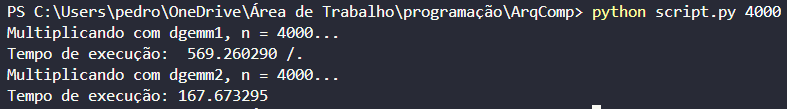 PS C:\Users\pedro\OneDrive\Área de Trabalho\programação\ArqComp> python script.py 4000
Multiplicando com dgemm1, n = 4000...
Tempo de execução:  569.260290 /.
Multiplicando com dgemm2, n = 4000...
Tempo de execução: 167.673295